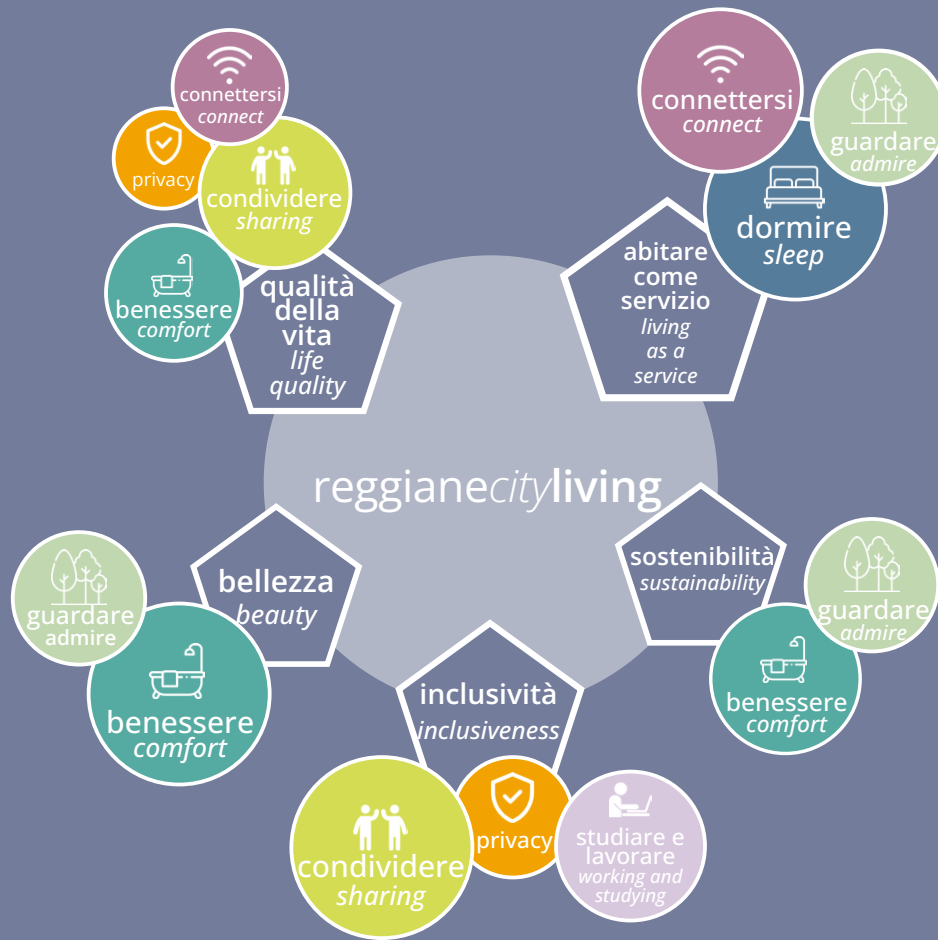 connettersi
connect
privacy
condividere
sharing
benessere
comfort
qualità
della
vita
life
quality
connettersi
connect
guardare
admire
dormire
sleep
abitare
come
servizio
living
as a
service
reggianecityliving
guardare
admire
bellezza
beauty
benessere
comfort
sostenibilità
sustainability
guardare
admire
benessere
comfort
inclusività
inclusiveness
condividere
sharing
privacy
studiare e
lavorare
working and
studying